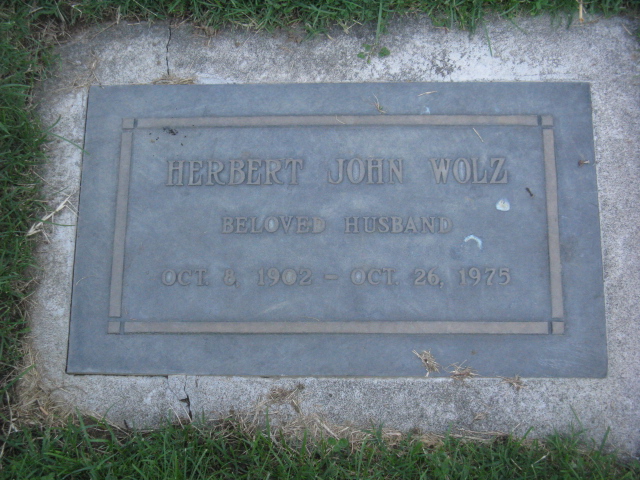 HERBERT JOHN WOLZ
BELOVED HUSBAND
OCT. 8, 1902 – OCT. 26, 1975